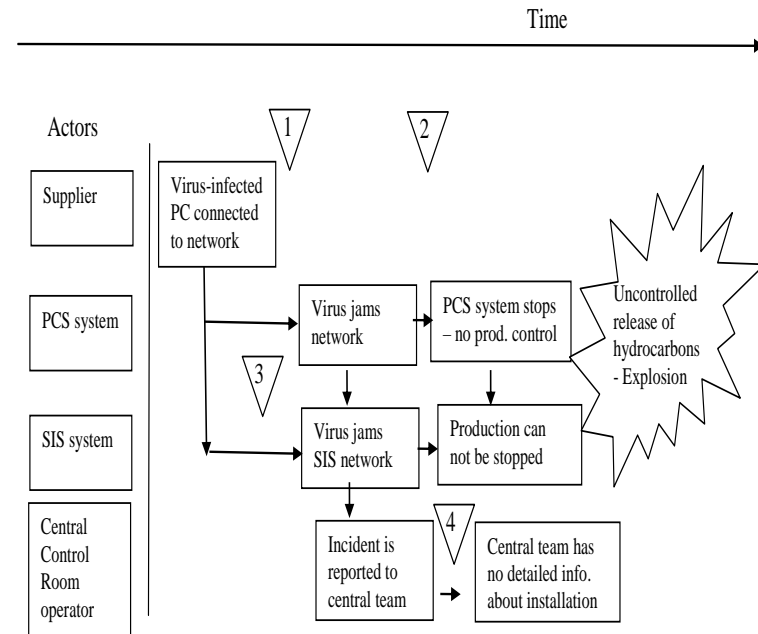 Time
Actors
1
2
Supplier
Virus-infected
PC connected
to network
PCS system
Virus jams
network
PCS system stops
– no prod. control
Uncontrolled
release of
hydrocarbons
- Explosion
3
SIS system
Virus jams
SIS network
Production can
not be stopped
Central
Control
Room
operator
Incident is
reported to
central team
4
Central team has
no detailed info.
about installation